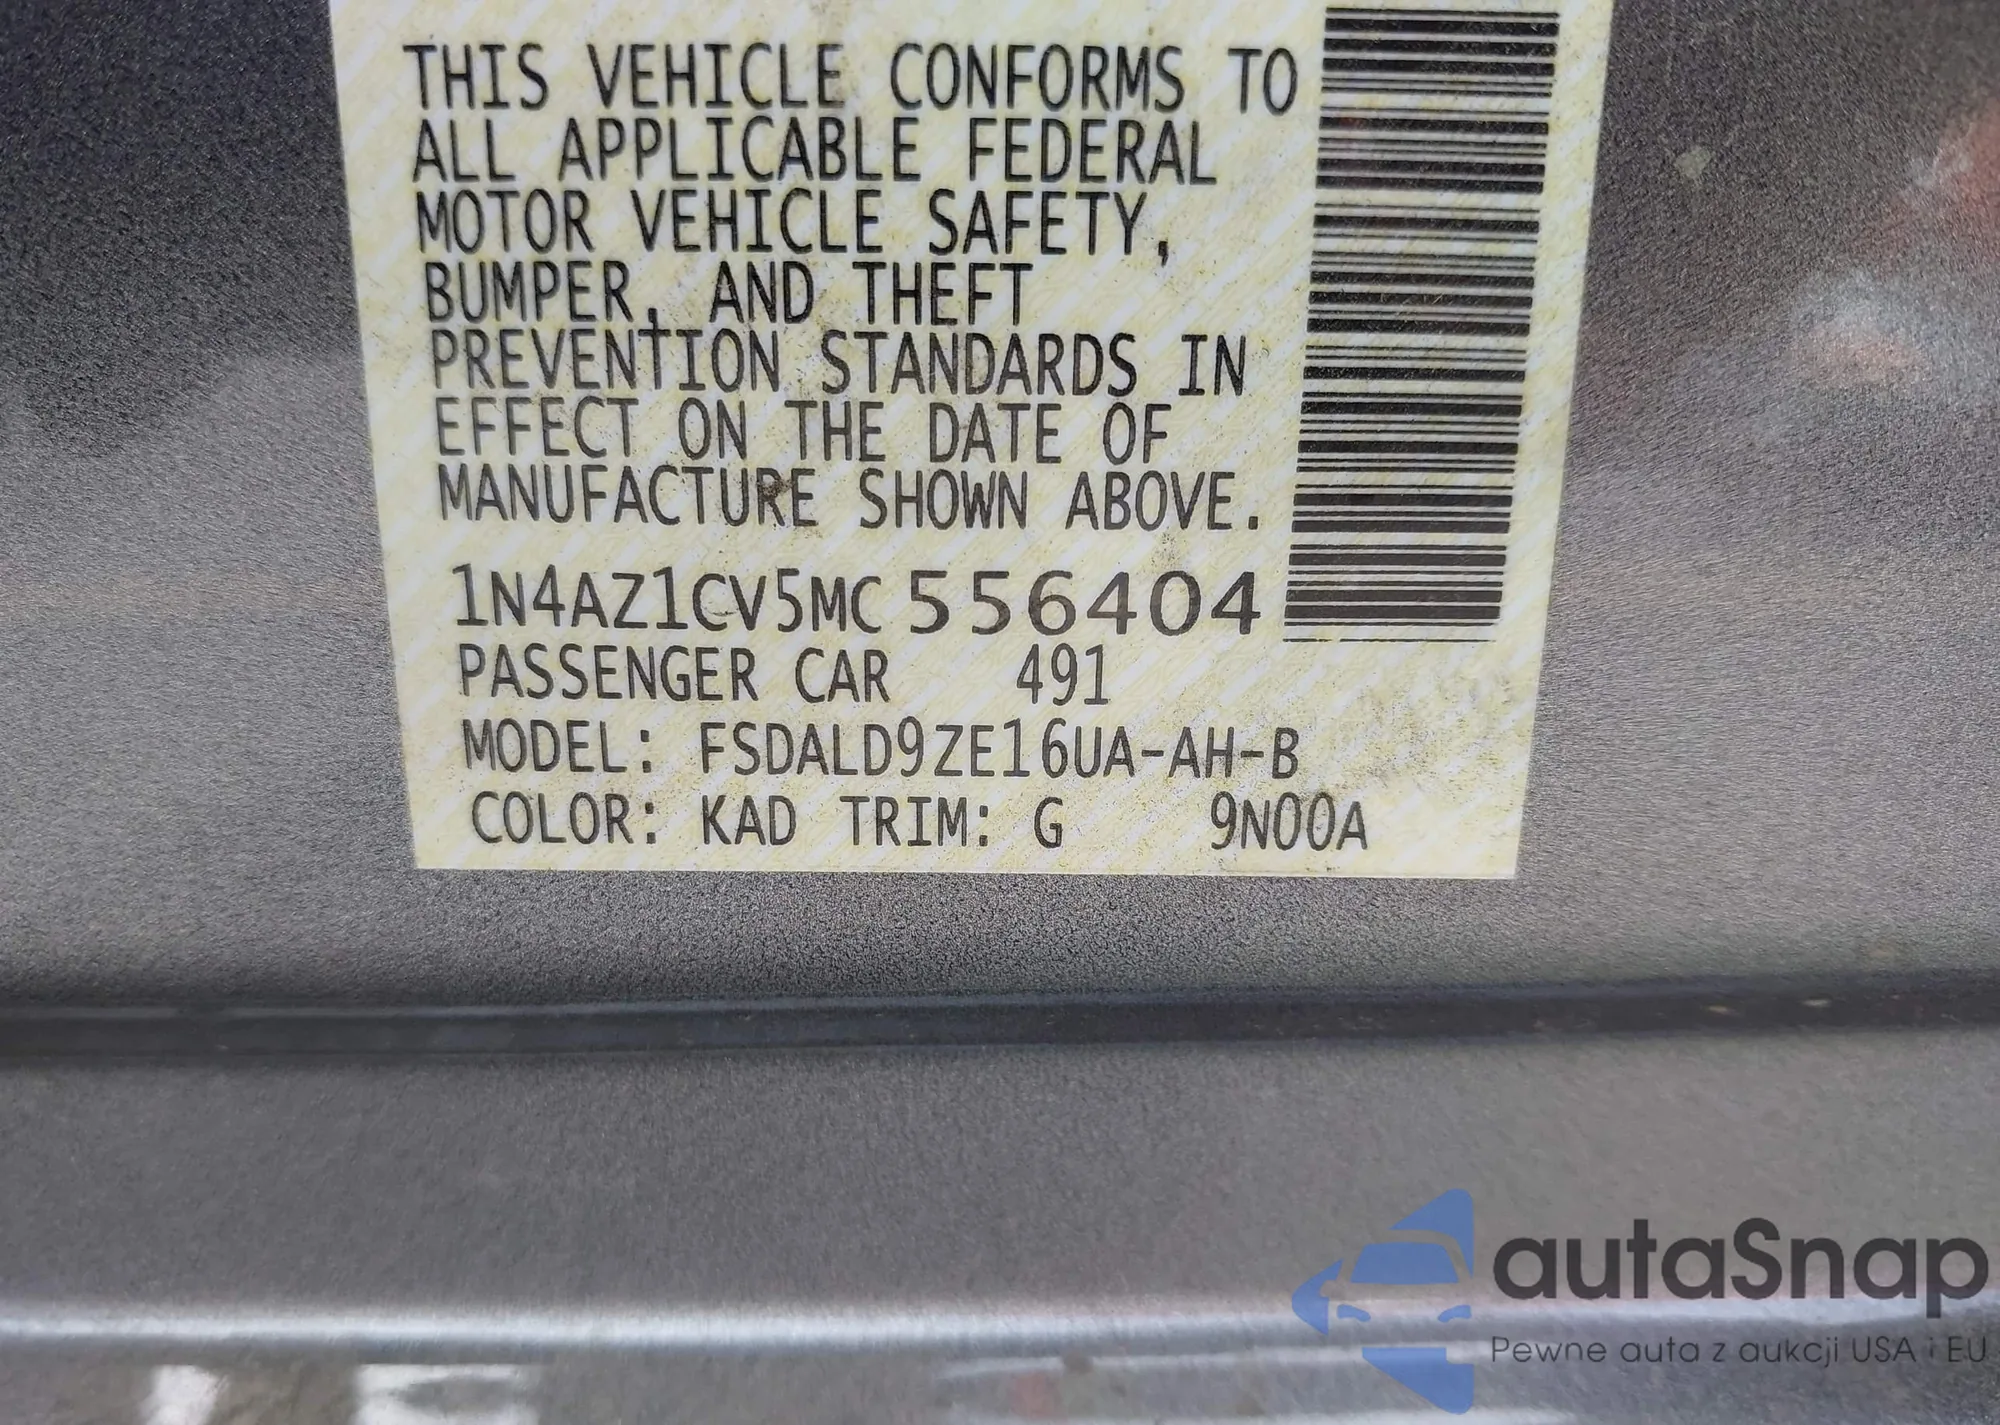 THIS VEHICLE CONFORMS TO
ALL APPLICABLE FEDERAL
MOTOR VEHICLE SAFETY,
BUMPER, AND THEFT
PREVENTION STANDARDS IN
EFFECT ON THE DATE OF
MANUFACTURE SHOWN ABOVE.
1N4AZ1CV5MC556404
PASSENGER CAR 491
MODEL: FSDALD9ZE16UA-AH-B
COLOR: KAD TRIM: G 9N00A
autaSnap
Pewne auta z aukcji USA i EU